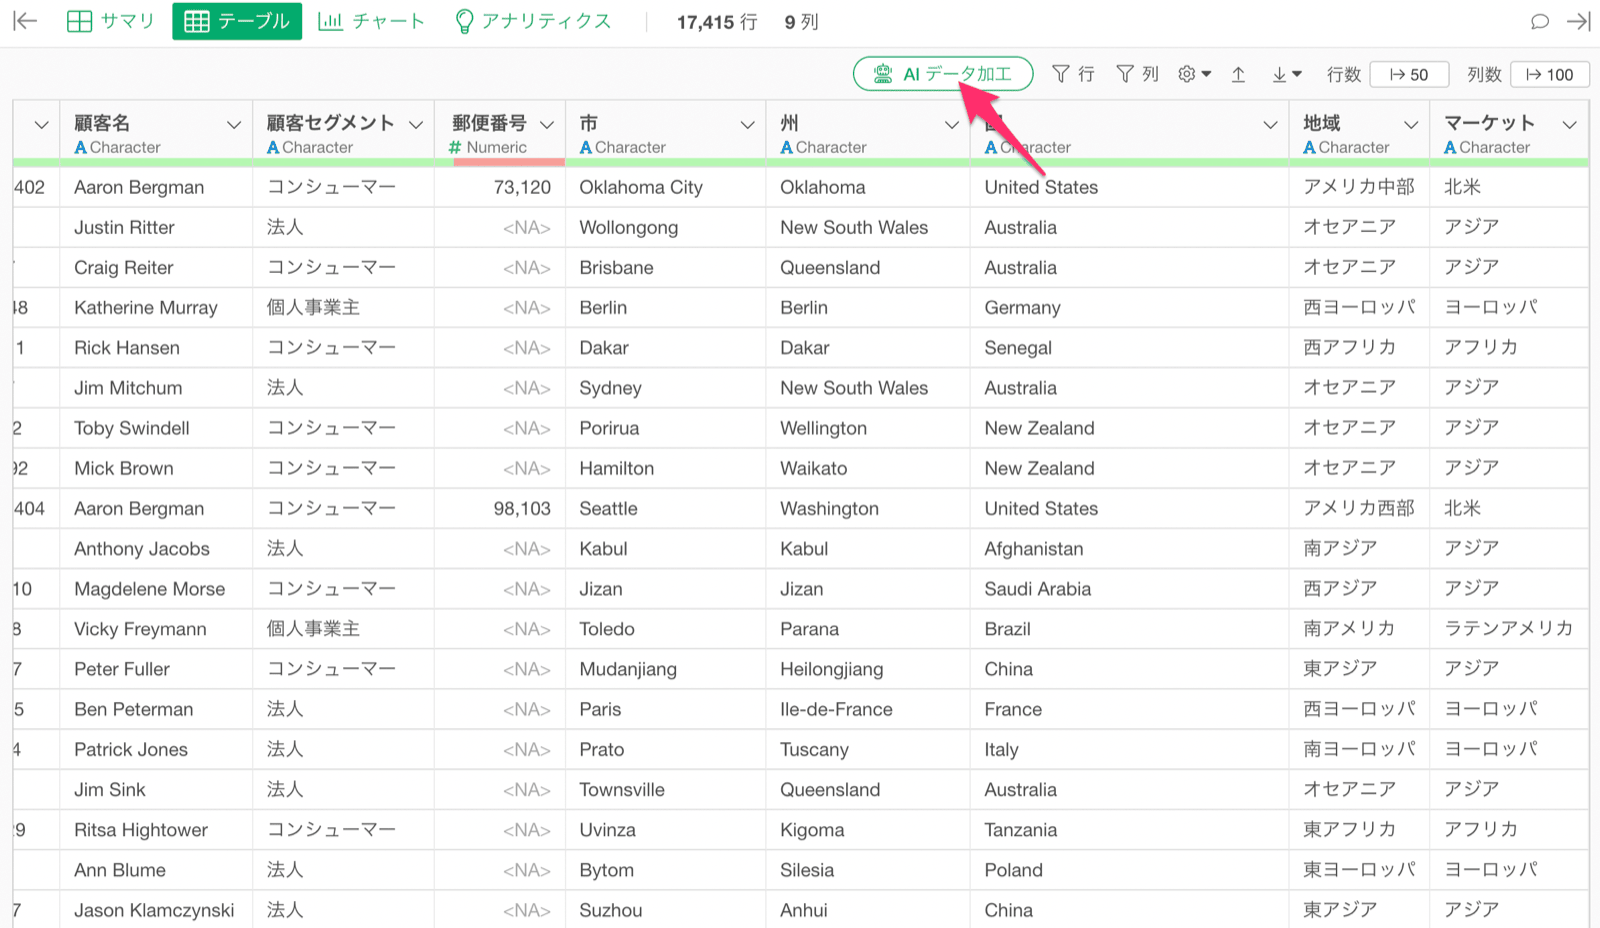 サマリ テーブル チャート アナリティクス 17,415 行 9 列
AI データ加工 行 列 行数 50 列数 100
顧客名 顧客セグメント 郵便番号 市 州 地域 マーケット
Character Character # Numeric Character Character Character Character Character
402 Aaron Bergman コンシューマー 73,120 Oklahoma City Oklahoma United States アメリカ中部 北米
Justin Ritter 法人 <NA> Wollongong New South Wales Australia オセアニア アジア
Craig Reiter コンシューマー <NA> Brisbane Queensland Australia オセアニア アジア
48 Katherine Murray 個人事業主 <NA> Berlin Berlin Germany 西ヨーロッパ ヨーロッパ
1 Rick Hansen コンシューマー <NA> Dakar Dakar Senegal 西アフリカ アフリカ
Jim Mitchum 法人 <NA> Sydney New South Wales Australia オセアニア アジア
2 Toby Swindell コンシューマー <NA> Porirua Wellington New Zealand オセアニア アジア
92 Mick Brown コンシューマー <NA> Hamilton Waikato New Zealand オセアニア アジア
404 Aaron Bergman コンシューマー 98,103 Seattle Washington United States アメリカ西部 北米
Anthony Jacobs 法人 <NA> Kabul Kabul Afghanistan 南アジア アジア
10 Magdelene Morse コンシューマー <NA> Jizan Jizan Saudi Arabia 西アジア アジア
8 Vicky Freymann 個人事業主 <NA> Toledo Parana Brazil 南アメリカ ラテンアメリカ
7 Peter Fuller コンシューマー <NA> Mudanjiang Heilongjiang China 東アジア アジア
5 Ben Peterman 法人 <NA> Paris Ile-de-France France 西ヨーロッパ ヨーロッパ
4 Patrick Jones 法人 <NA> Prato Tuscany Italy 南ヨーロッパ ヨーロッパ
Jim Sink 法人 <NA> Townsville Queensland Australia オセアニア アジア
29 Ritsa Hightower コンシューマー <NA> Uvinza Kigoma Tanzania 東アフリカ アフリカ
Ann Blume 法人 <NA> Bytom Silesia Poland 東ヨーロッパ ヨーロッパ
7 Jason Klamczynski 法人 <NA> Suzhou Anhui China 東アジア アジア